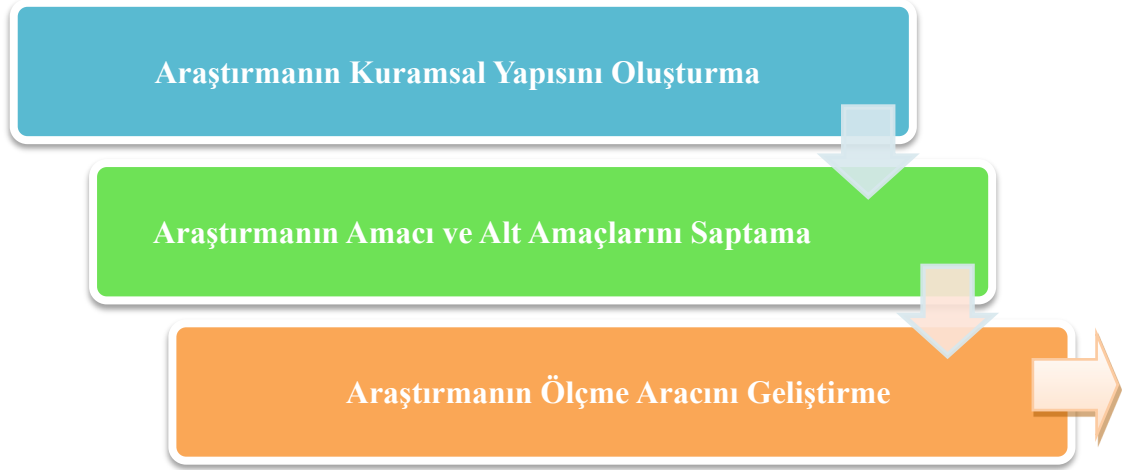 Araştırmanın Kuramsal Yapısını Oluşturma
Araştırmanın Amacı ve Alt Amaçlarını Saptama
Araştırmanın Ölçme Aracını Geliştirme